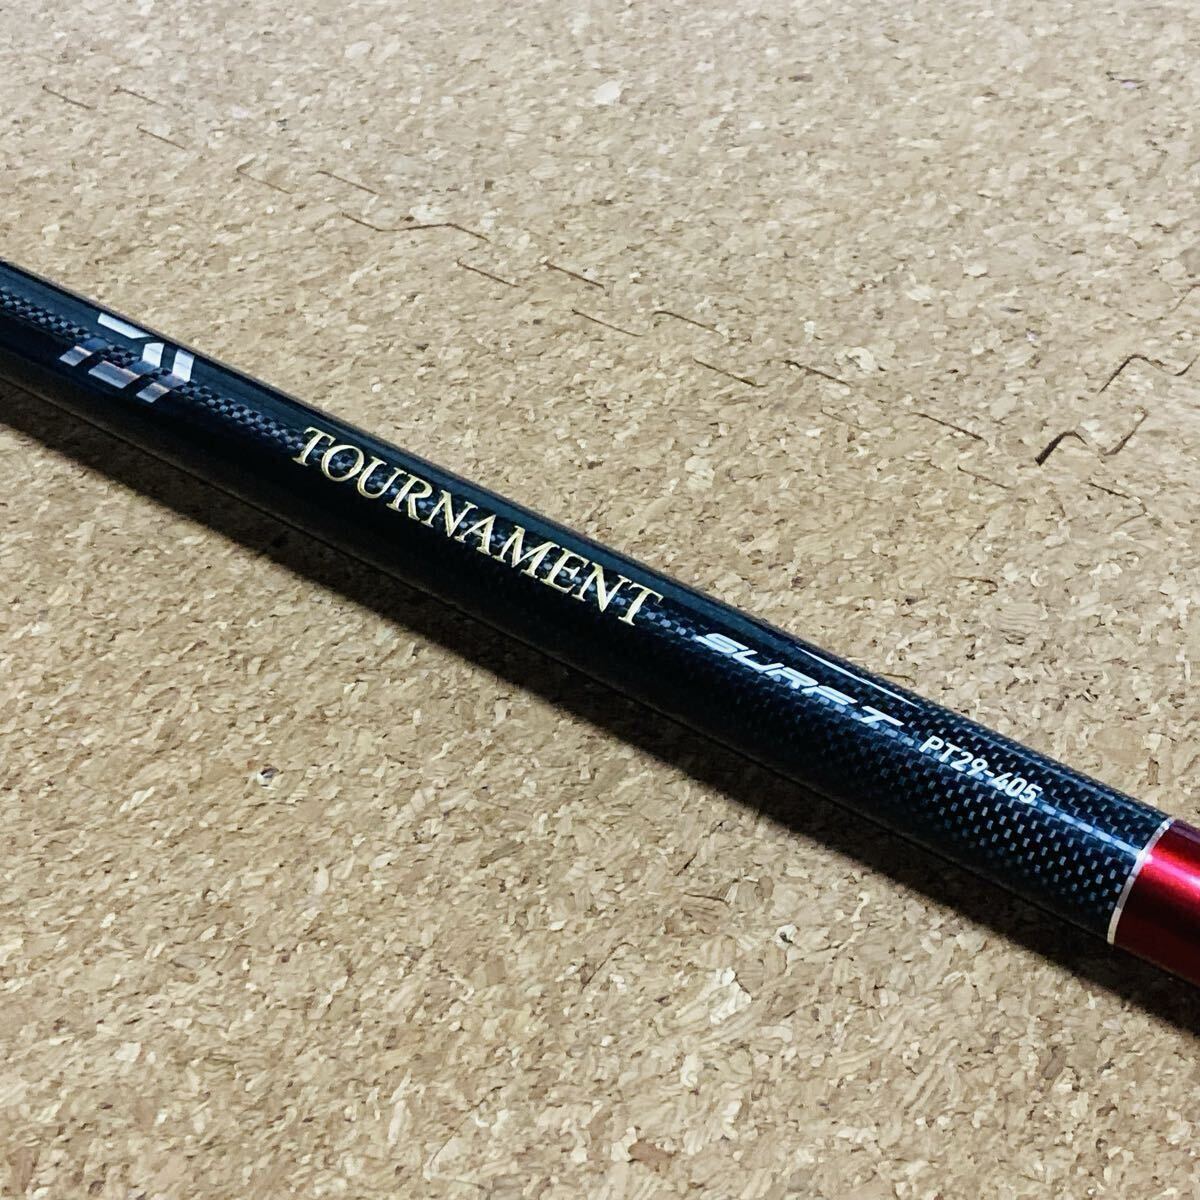 TOURNAMENT SURF T PT29-405